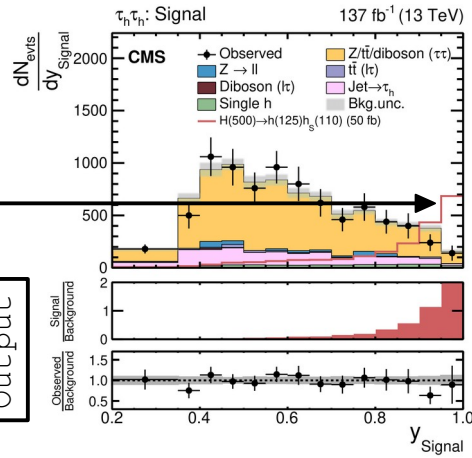 τhτh: Signal 137 fb-1 (13 TeV)
dNevts
dySignal
CMS
Observed
Z → ll
Diboson (lτ)
Single h
Z/tt̄/diboson (ττ)
tt̄ (lτ)
Jet→τh
Bkg.unc.
H(500)→h(125)hS(110) (50 fb)
2000
1500
1000
500
0
Signal
Background
2
1
0
Observed
Background
1.5
1.0
0.5
0.2 0.4 0.6 0.8 1.0
ySignal
Output